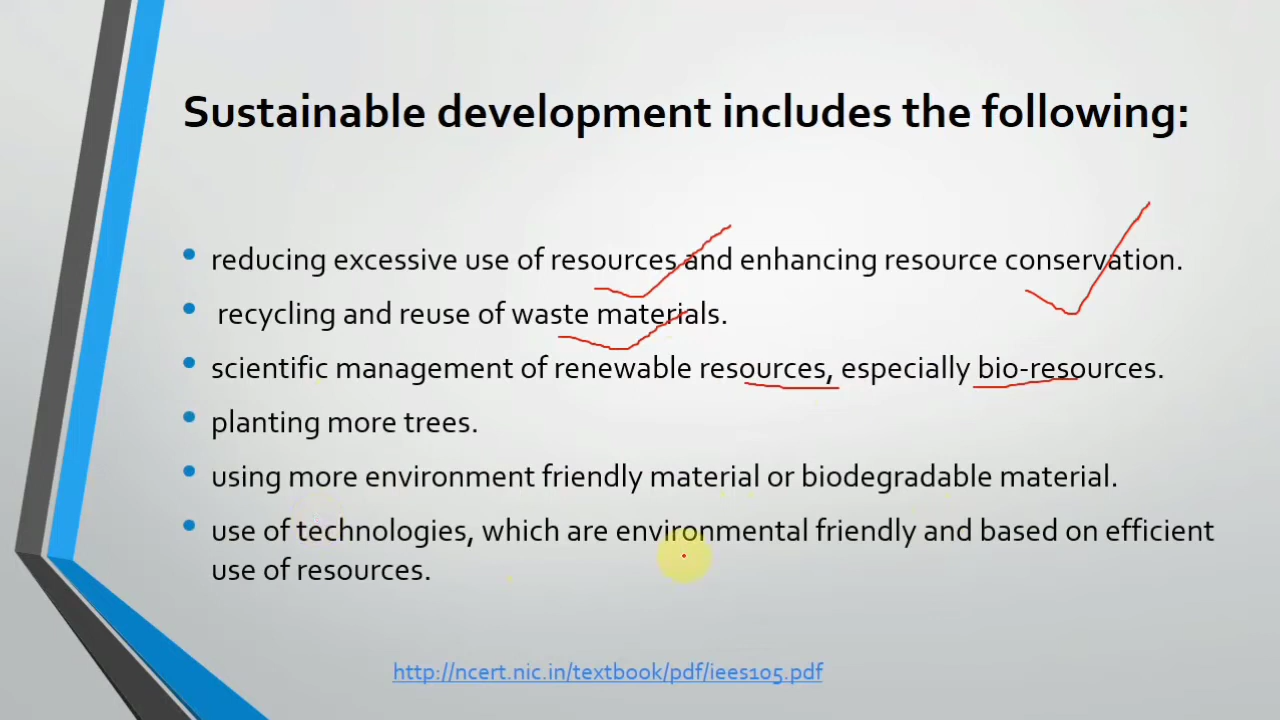 Sustainable development includes the following:
• reducing excessive use of resources and enhancing resource conservation.
• recycling and reuse of waste materials.
• scientific management of renewable resources, especially bio-resources.
• planting more trees.
• using more environment friendly material or biodegradable material.
• use of technologies, which are environmental friendly and based on efficient
use of resources.
http://ncert.nic.in/textbook/pdf/iees105.pdf